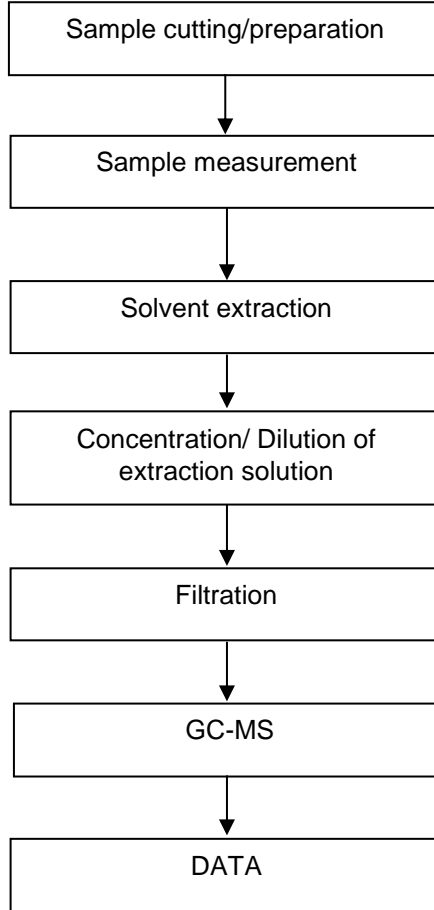 Sample cutting/preparation
Sample measurement
Solvent extraction
Concentration/ Dilution of
extraction solution
Filtration
GC-MS
DATA